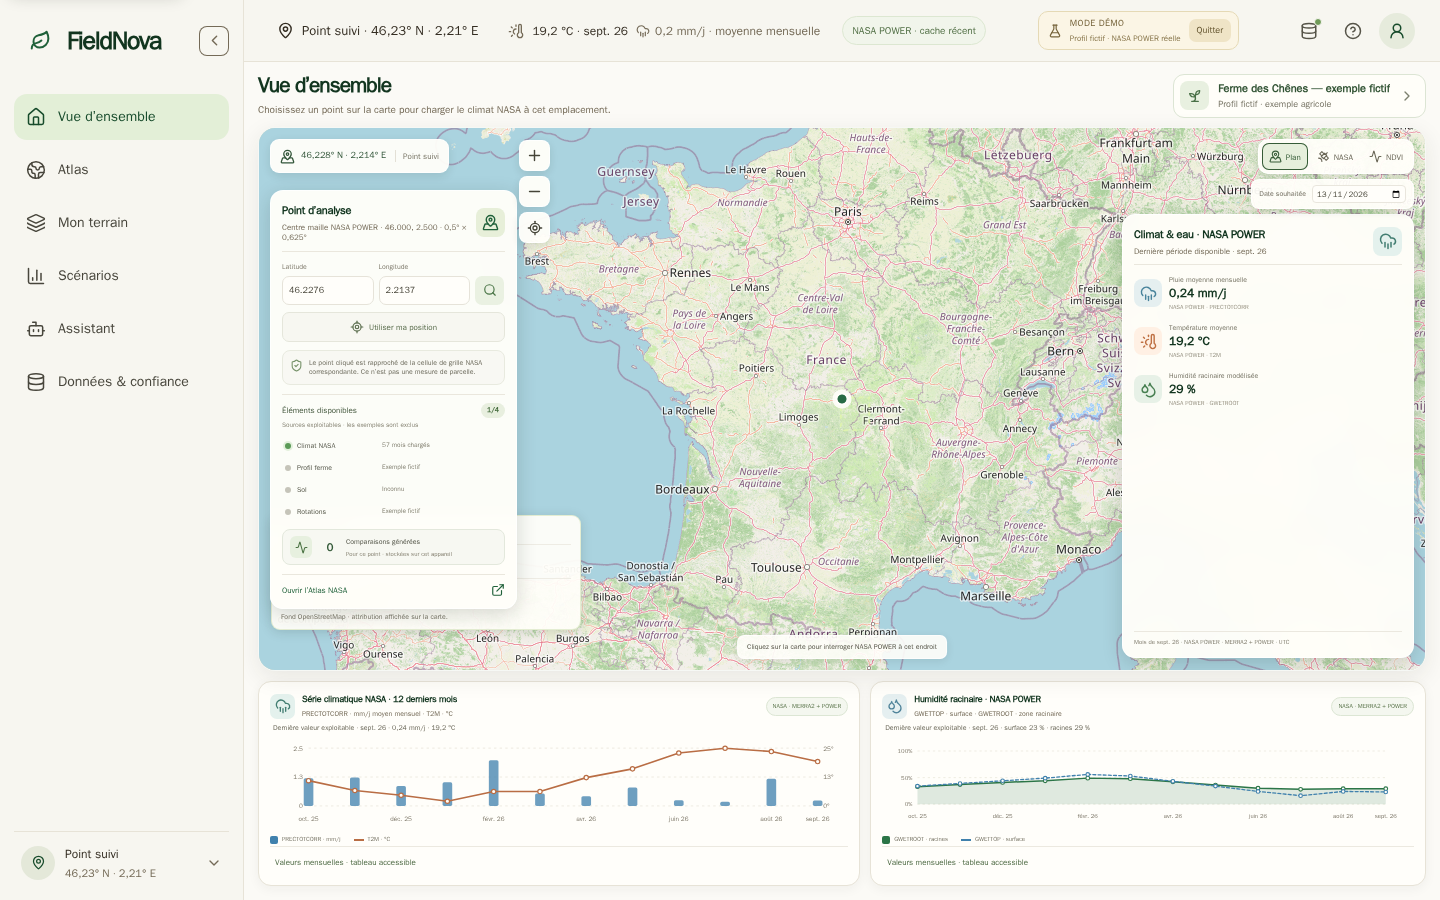 FieldNova
Vue d'ensemble
Atlas
Mon terrain
Scénarios
Assistant
Données & confiance
Point suivi
46,23° N · 2,21° E
Point suivi · 46,23° N · 2,21° E
19,2 °C · sept. 26
0,2 mm/j · moyenne mensuelle
NASA POWER · cache récent
MODE DÉMO
Profil fictif · NASA POWER réelle
Quitter
Vue d'ensemble
Choisissez un point sur la carte pour charger le climat NASA à cet emplacement.
Ferme des Chênes — exemple fictif
Profil fictif · exemple agricole
46,228° N · 2,214° E
Point suivi
+
−
Plan
NASA
NDVI
Date souhaitée
13/11/2026
Point d'analyse
Centre maille NASA POWER · 46.000, 2.500 · 0,5° ×
0,625°
Latitude
Longitude
46.2276
2.2137
Utiliser ma position
Le point cliqué est rapproché de la cellule de grille NASA
correspondante. Ce n'est pas une mesure de parcelle.
Éléments disponibles
1/4
Sources exploitables · les exemples sont exclus
Climat NASA
57 mois chargés
Profil ferme
Exemple fictif
Sol
Inconnu
Rotations
Exemple fictif
0
Comparaisons générées
Pour ce point · stockées sur cet appareil
Ouvrir l'Atlas NASA
Fond OpenStreetMap · attribution affichée sur la carte.
Climat & eau · NASA POWER
Dernière période disponible · sept. 26
Pluie moyenne mensuelle
0,24 mm/j
NASA POWER · PRECTOTCORR
Température moyenne
19,2 °C
NASA POWER · T2M
Humidité racinaire modélisée
29 %
NASA POWER · GWETROOT
Mois de sept. 26 · NASA POWER · MERRA2 + POWER · UTC
Guernsey
Jersey
Le Havre
Rouen
Hauts-de-
France
Lëtzebuerg
Frankfurt am
Main
Würzburg
Mannheim
Nürnb
Normandie
Paris
Reims
Saarbrücken
Karls
Grand Est
Brest
Bretagne
Rennes
Le Mans
Centre-Val
de Loire
Freiburg
im Breisgau
Pays de
la Loire
Angers
Bourgogne-
Franche-
Comté
Besançon
Bern
Schw
Suis
Sviz
Sv
France
Poitiers
Lausanne
Genève
La Rochelle
Limoges
Clermont-
Ferrand
Annecy
Auvergne-
Rhône-Alpes
Piemonte
Nouvelle-
Aquitaine
Grenoble
Bordeaux
Ales
Provence-
Alpes-Côte
d'Azur
Avignon
Monaco
Montpellier
Donostia /
San Sebastián
Toulouse
Occitanie
Pau
Marseille
Bilbao
Navarra /
Nafarroa
Andorra
Perpignan
León
Burgos
Vigo
Ourense
Palencia
Cliquez sur la carte pour interroger NASA POWER à cet endroit
Série climatique NASA · 12 derniers mois
PRECTOTCORR · mm/j moyen mensuel · T2M · °C
NASA · MERRA2 + POWER
Dernière valeur exploitable · sept. 26 · 0,24 mm/j · 19,2 °C
2.5
1.3
0
25°
13°
0°
oct. 25
déc. 25
févr. 26
avr. 26
juin 26
août 26
sept. 26
PRECTOTCORR · mm/j
T2M · °C
Valeurs mensuelles · tableau accessible
Humidité racinaire · NASA POWER
GWETTOP · surface · GWETROOT · zone racinaire
NASA · MERRA2 + POWER
Dernière valeur exploitable · sept. 26 · surface 23 % · racines 29 %
100%
50%
0%
oct. 25
déc. 25
févr. 26
avr. 26
juin 26
août 26
sept. 26
GWETROOT · racines
GWETTOP · surface
Valeurs mensuelles · tableau accessible